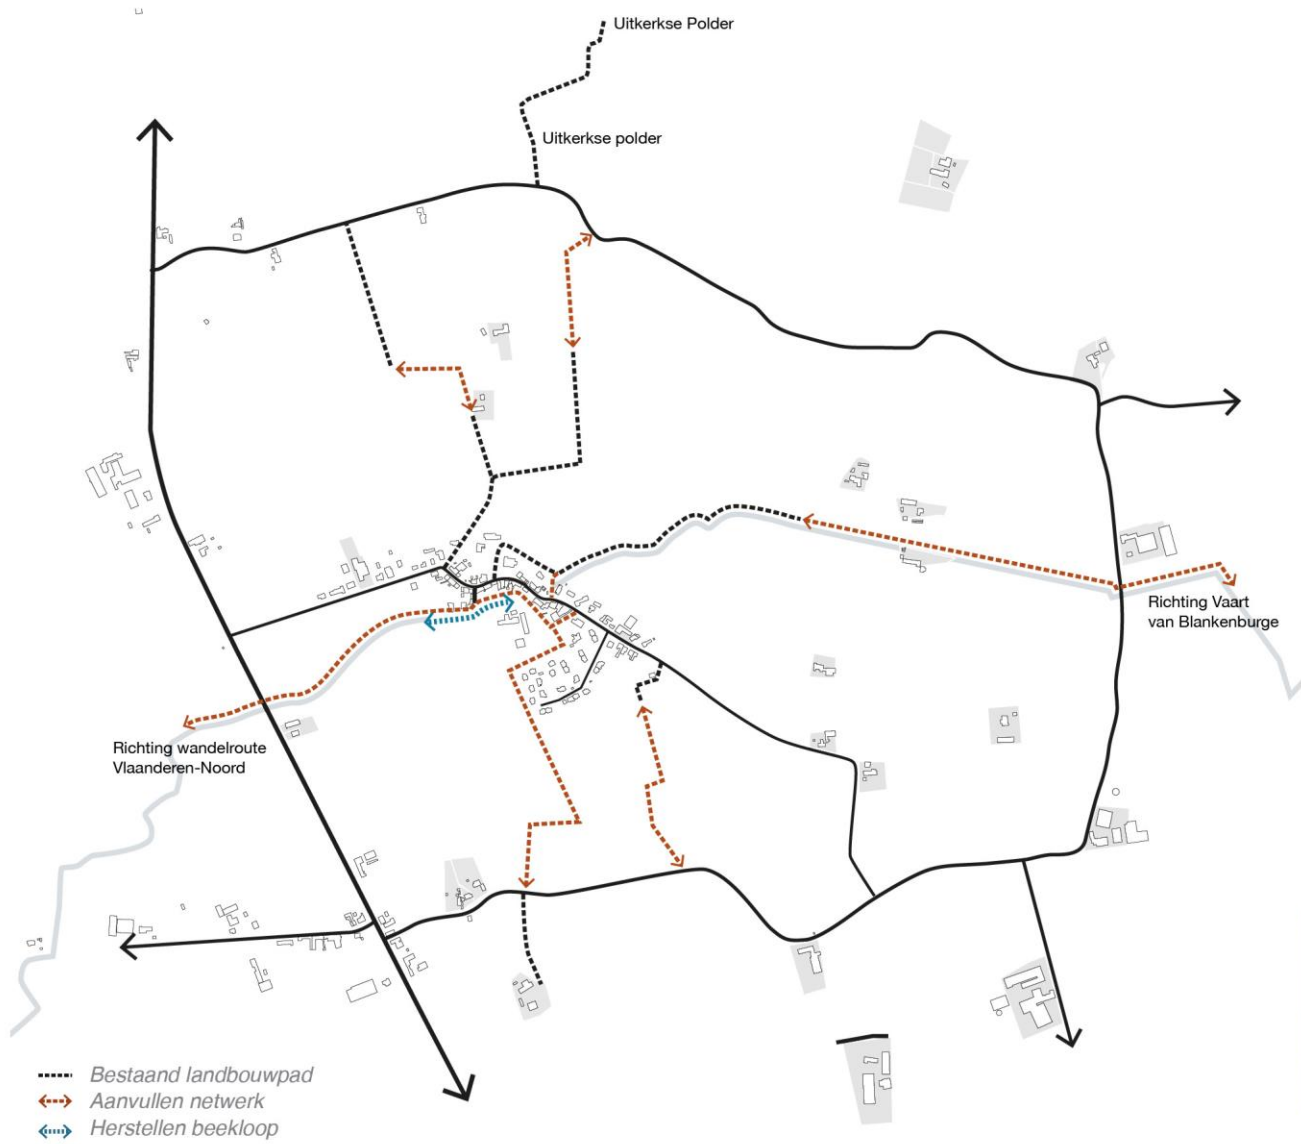 Uitkerkse Polder
Uitkerkse polder
Richting Vaart
van Blankenburge
Richting wandelroute
Vlaanderen-Noord
Bestaand landbouwpad
Aanvullen netwerk
Herstellen beekloop